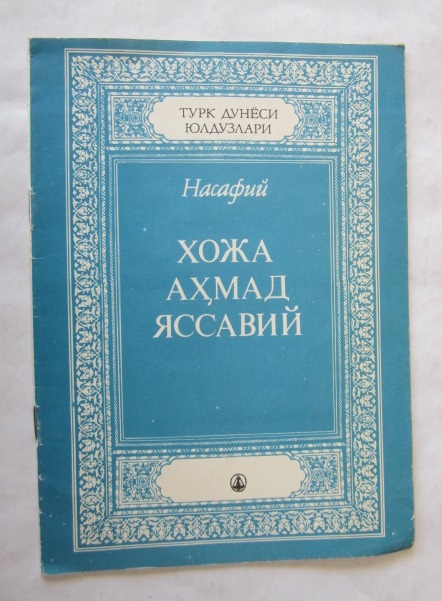 ТУРК ДУНЁСИ
ЮЛДУЗЛАРИ
Насафий
ХОЖА
АҲМАД
ЯССАВИЙ